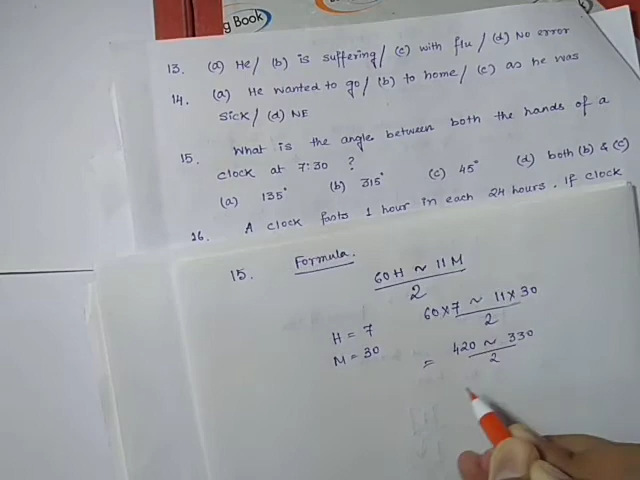 g Book
13. (a) He/ (b) is suffering/ (c) with flu/ (d) No error
14. (a) He wanted to go/ (b) to home/ (c) as he was
sick/ (d) NE
15. What is the angles between both the hands of a
clock at 7:30 ?
(a) 135° (b) 315° (c) 45° (d) both (b) & (c)
16. A clock fasts 1 hour in each 24 hours. If clock
15. Formula.
60H ~ 11M
2
60×7 ~ 11×30
2
H = 7
M = 30
= 420 ~ 330
2